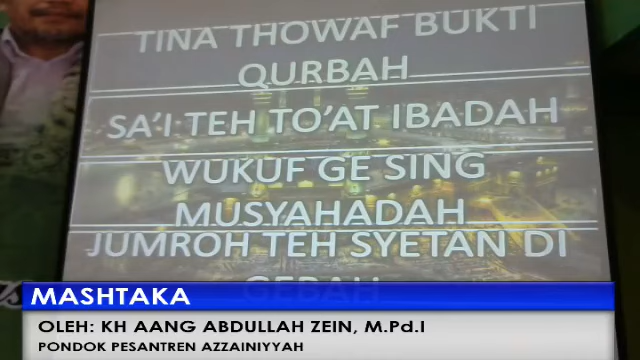 TINA THOWAF BUKTI
QURBAH
SA'I TEH TO'AT IBADAH
WUKUF GE SING
MUSYAHADAH
JUMROH TEH SYETAN DI
GEBAH
MASHTAKA
OLEH: KH AANG ABDULLAH ZEIN, M.Pd.I
PONDOK PESANTREN AZZAINIYYAH